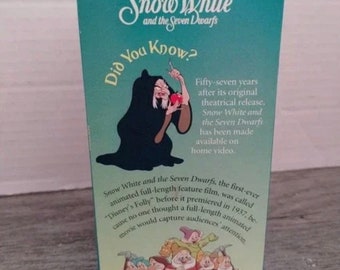 Snow White
and the Seven Dwarfs
Did You Know?
Fifty-seven years
after its original
theatrical release,
Snow White and
the Seven Dwarfs
has been made
available on
home video.
Snow White and the Seven Dwarfs, the first-ever
animated full-length feature film, was called
"Disney's Folly" before it premiered in 1937, be-
cause no one thought a full-length animated
movie would capture audiences' attention.